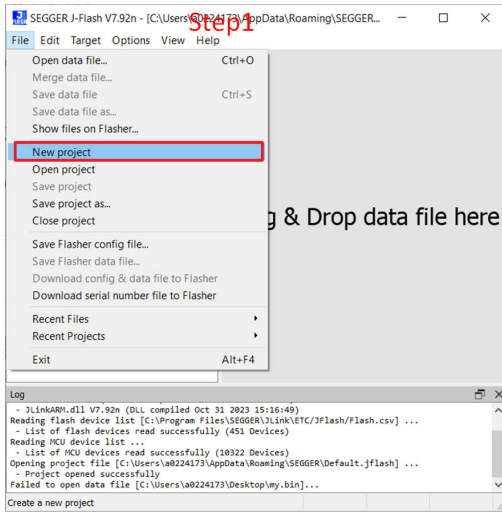 SEGGER J-Flash V7.92n - [C:\Users\a0224173\AppData\Roaming\SEGGER...
Step1
File Edit Target Options View Help
Open data file... Ctrl+O
Merge data file...
Save data file Ctrl+S
Save data file as...
Show files on Flasher...
New project
Open project
Save project
Save project as...
Close project
g & Drop data file here
Save Flasher config file...
Save Flasher data file...
Download config & data file to Flasher
Download serial number file to Flasher
Recent Files
Recent Projects
Exit Alt+F4
Log
- JLinkARM.dll V7.92n (DLL compiled Oct 31 2023 15:16:49)
Reading flash device list [C:\Program Files\SEGGER\JLink\ETC/JFlash/Flash.csv] ...
- List of flash devices read successfully (451 Devices)
Reading MCU device list ...
- List of MCU devices read successfully (10322 Devices)
Opening project file [C:\Users\a0224173\AppData\Roaming\SEGGER\Default.jflash] ...
- Project opened successfully
Failed to open data file [C:\Users\a0224173\Desktop\my.bin]...
Create a new project